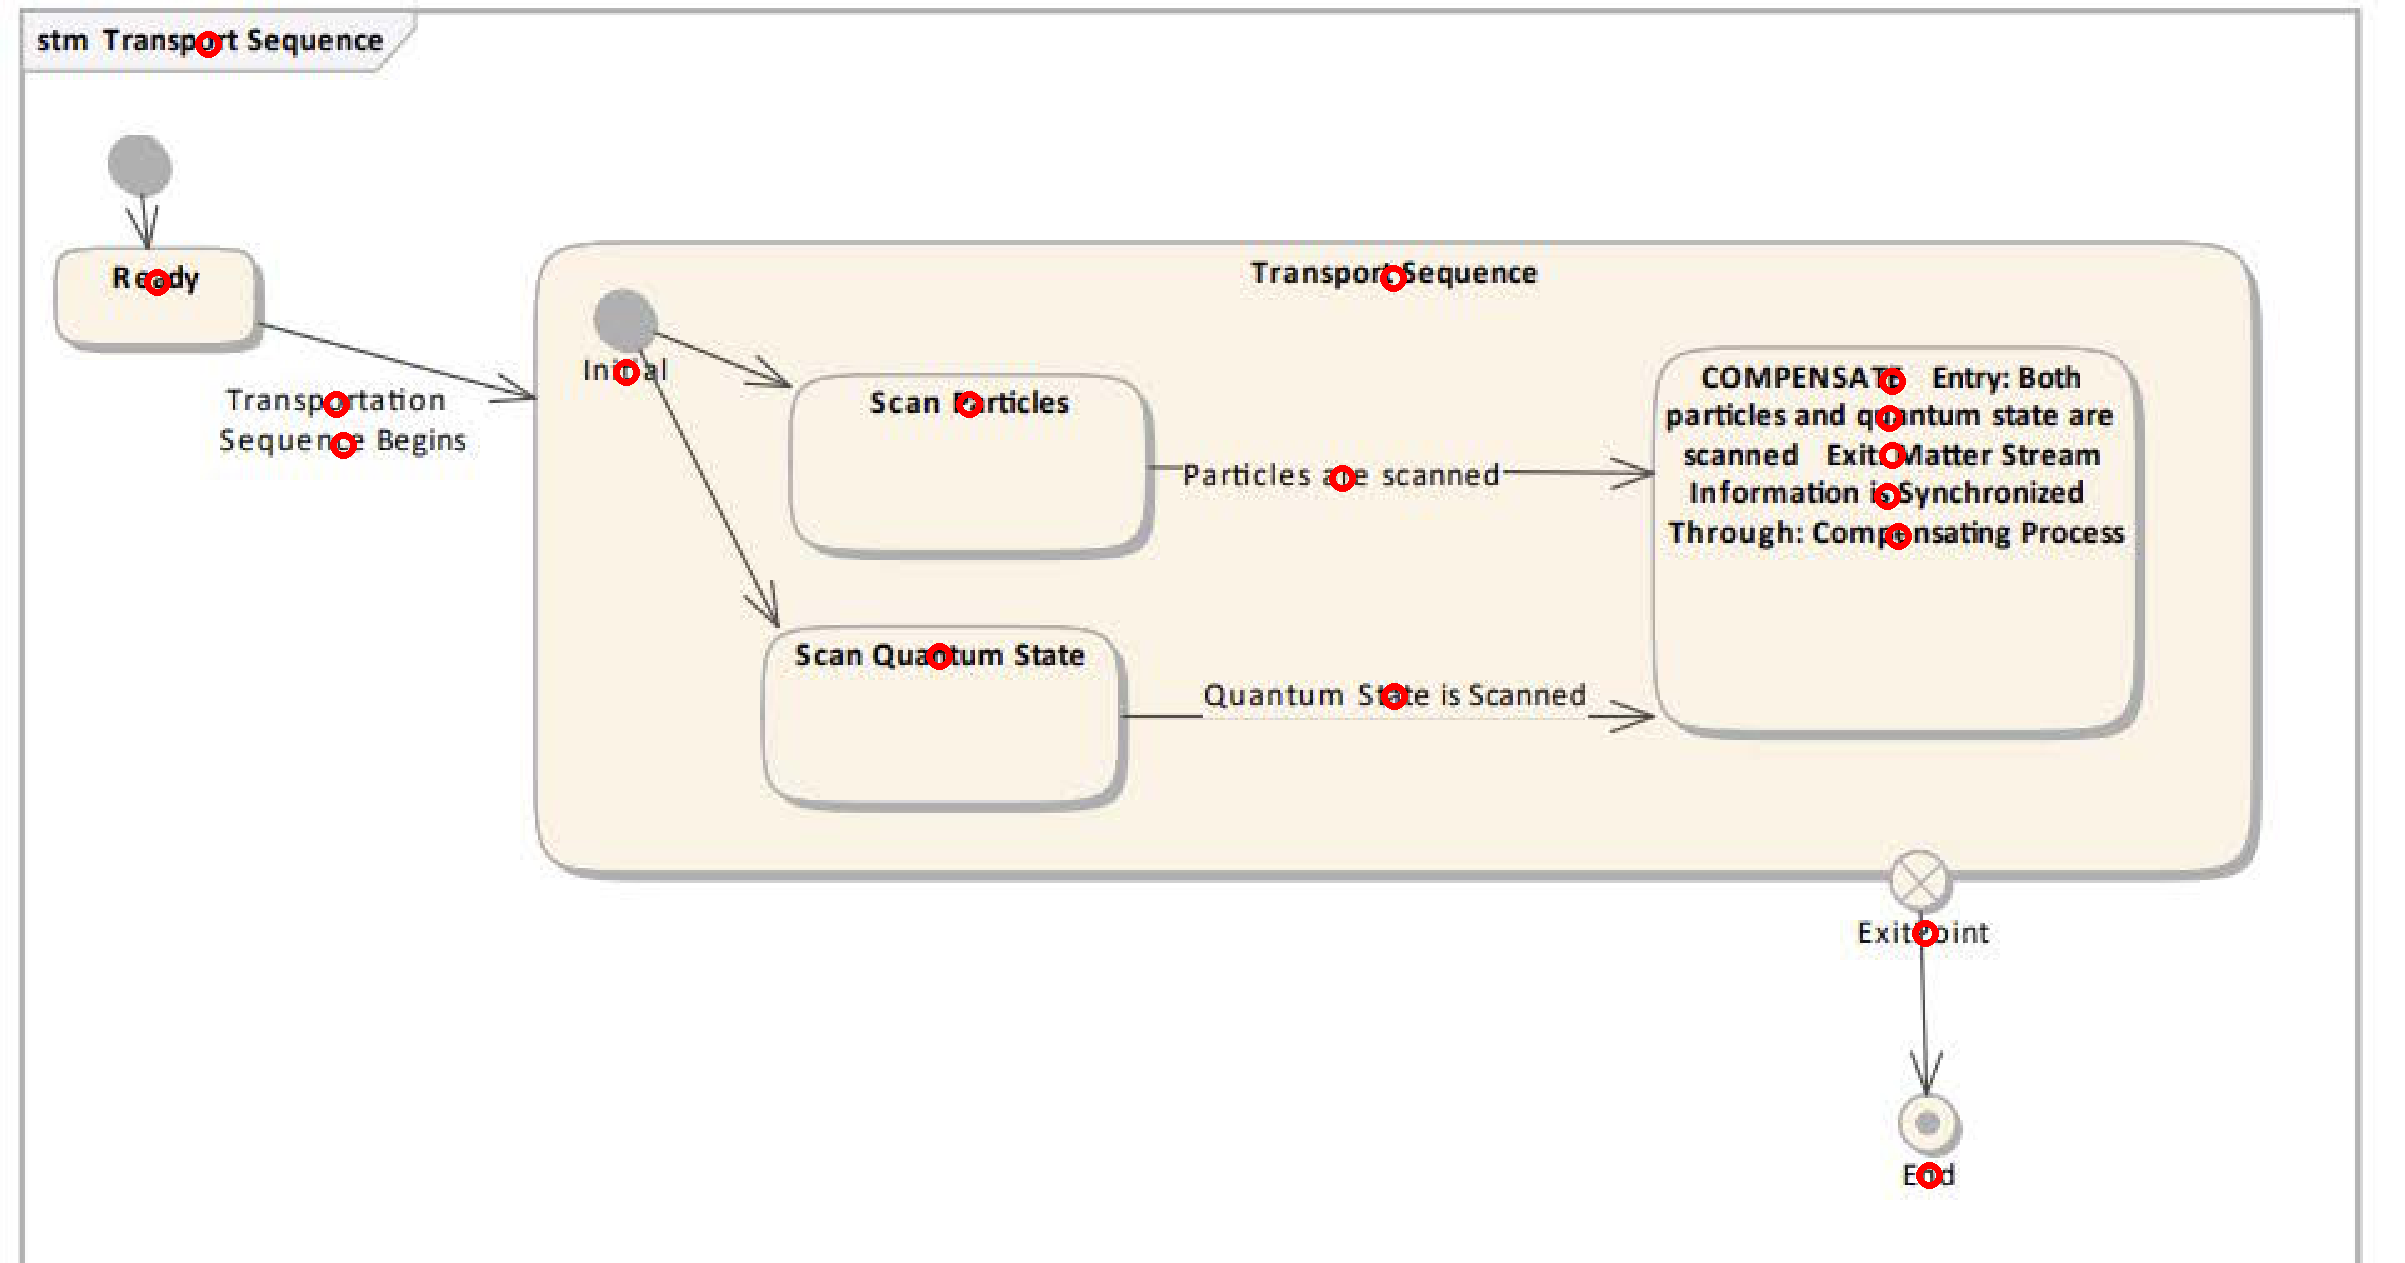 stm Transport Sequence
Ready
Transportation
Sequence Begins
Transport Sequence
Initial
Scan Particles
Particles are scanned
COMPENSATE Entry: Both
particles and quantum state are
scanned Exit: Matter Stream
Information is Synchronized
Through: Compensating Process
Scan Quantum State
Quantum State is Scanned
ExitPoint
End